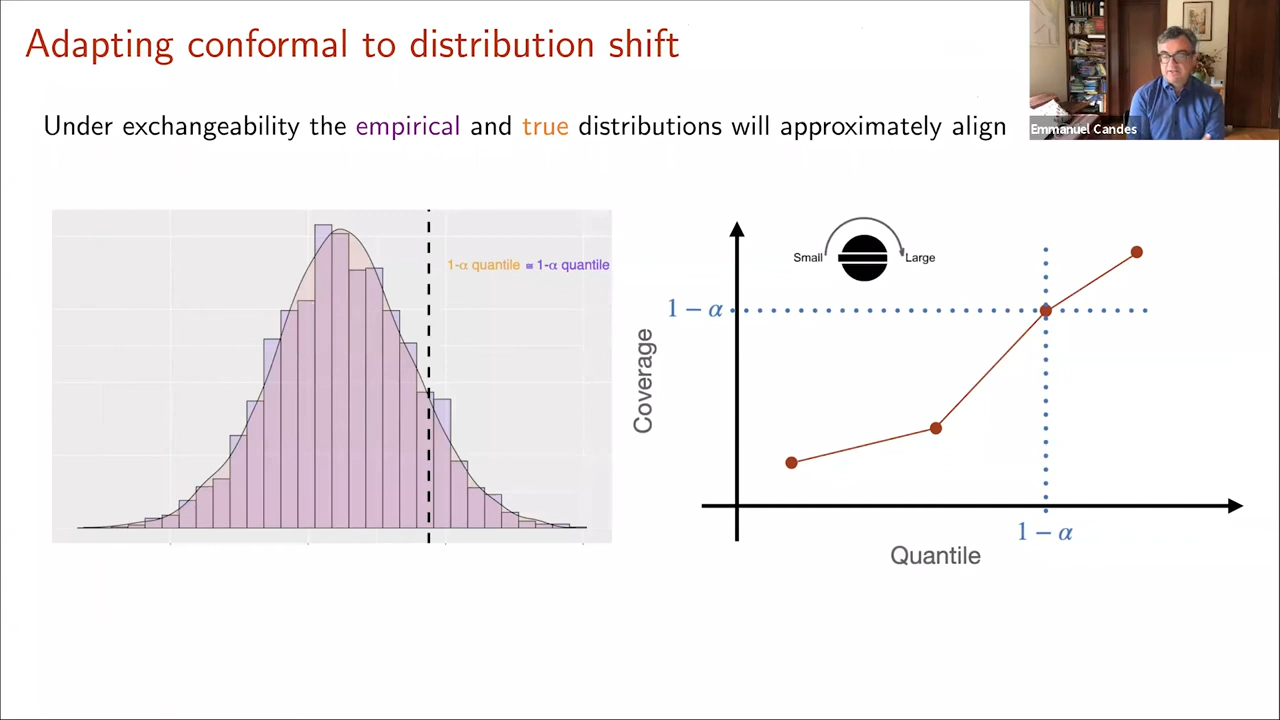 Adapting conformal to distribution shift
Under exchangeability the empirical and true distributions will approximately align
Emmanuel Candes
1-α quantile ≅ 1-α quantile
Small
Large
1 − α
Coverage
1 − α
Quantile